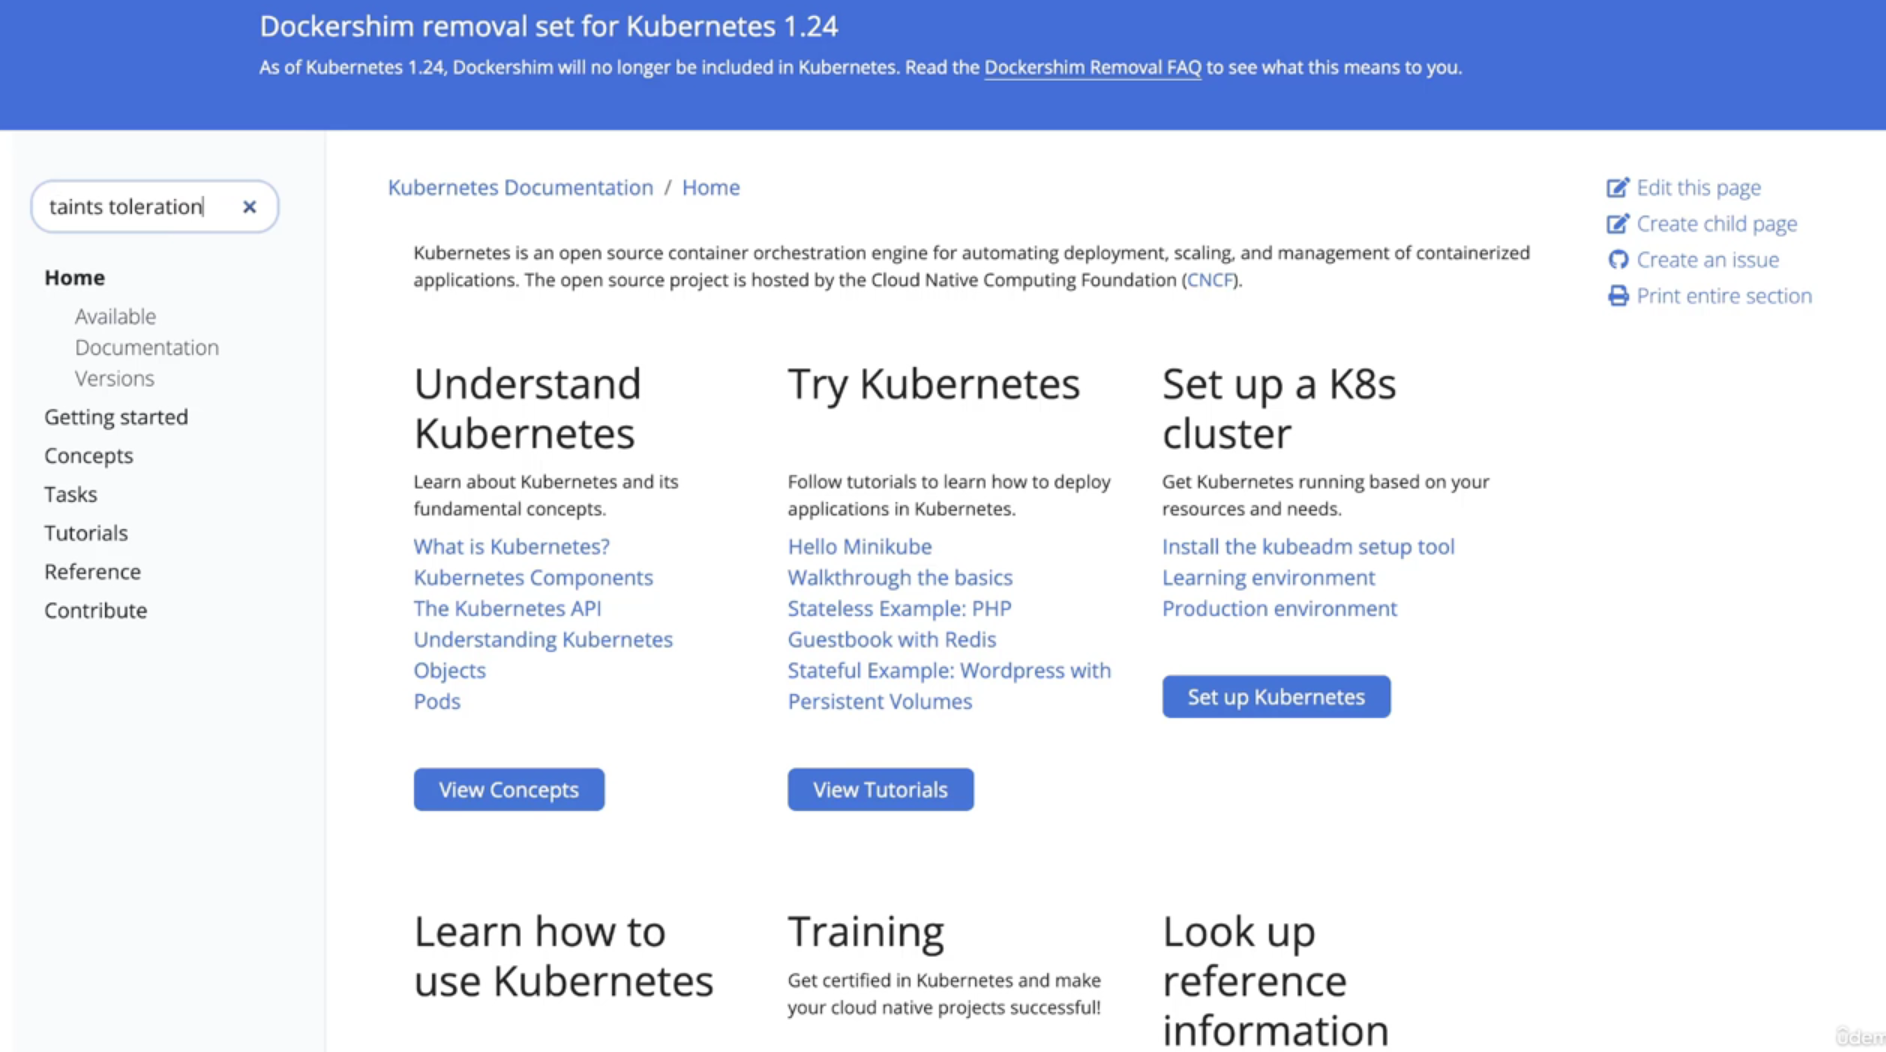 Dockershim removal set for Kubernetes 1.24
As of Kubernetes 1.24, Dockershim will no longer be included in Kubernetes. Read the Dockershim Removal FAQ to see what this means to you.
taints toleration
Home
Available
Documentation
Versions
Getting started
Concepts
Tasks
Tutorials
Reference
Contribute
Kubernetes Documentation / Home
Kubernetes is an open source container orchestration engine for automating deployment, scaling, and management of containerized
applications. The open source project is hosted by the Cloud Native Computing Foundation (CNCF).
Understand
Kubernetes
Learn about Kubernetes and its
fundamental concepts.
What is Kubernetes?
Kubernetes Components
The Kubernetes API
Understanding Kubernetes
Objects
Pods
View Concepts
Try Kubernetes
Follow tutorials to learn how to deploy
applications in Kubernetes.
Hello Minikube
Walkthrough the basics
Stateless Example: PHP
Guestbook with Redis
Stateful Example: Wordpress with
Persistent Volumes
View Tutorials
Set up a K8s
cluster
Get Kubernetes running based on your
resources and needs.
Install the kubeadm setup tool
Learning environment
Production environment
Set up Kubernetes
Learn how to
use Kubernetes
Training
Get certified in Kubernetes and make
your cloud native projects successful!
Look up
reference
information
Edit this page
Create child page
Create an issue
Print entire section